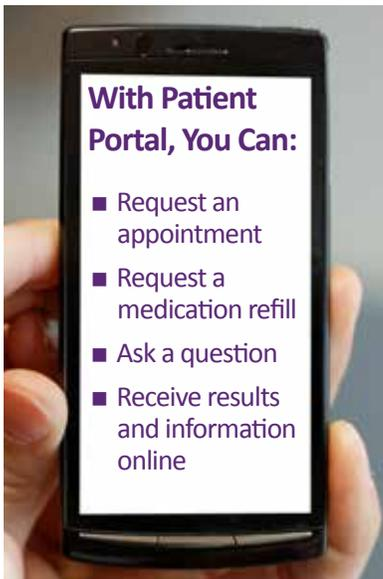 With Patient
Portal, You Can:
■ Request an
appointment
■ Request a
medication refill
■ Ask a question
■ Receive results
and information
online